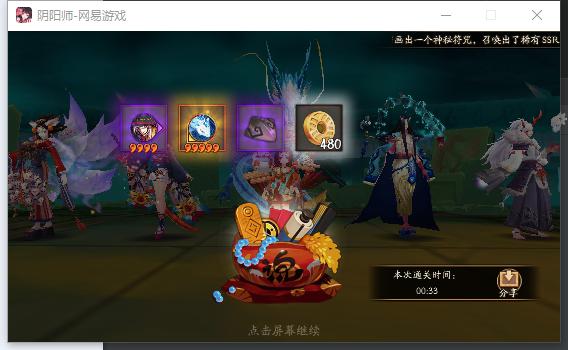 阴阳师-网易游戏
画出一个神秘符咒，召唤出了稀有SSR
9999
99999
480
魂
本次通关时间：
00:33
分享
点击屏幕继续